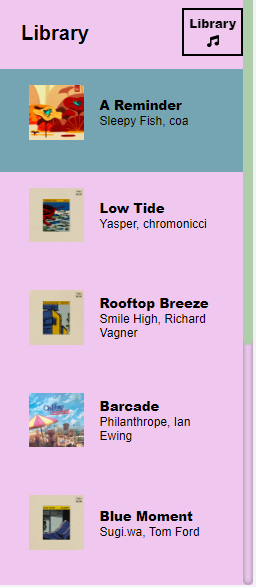 Library
Library
A Reminder
Sleepy Fish, coa
Low Tide
Yasper, chromonicci
Rooftop Breeze
Smile High, Richard
Vagner
Barcade
Philanthrope, Ian
Ewing
Blue Moment
Sugi.wa, Tom Ford